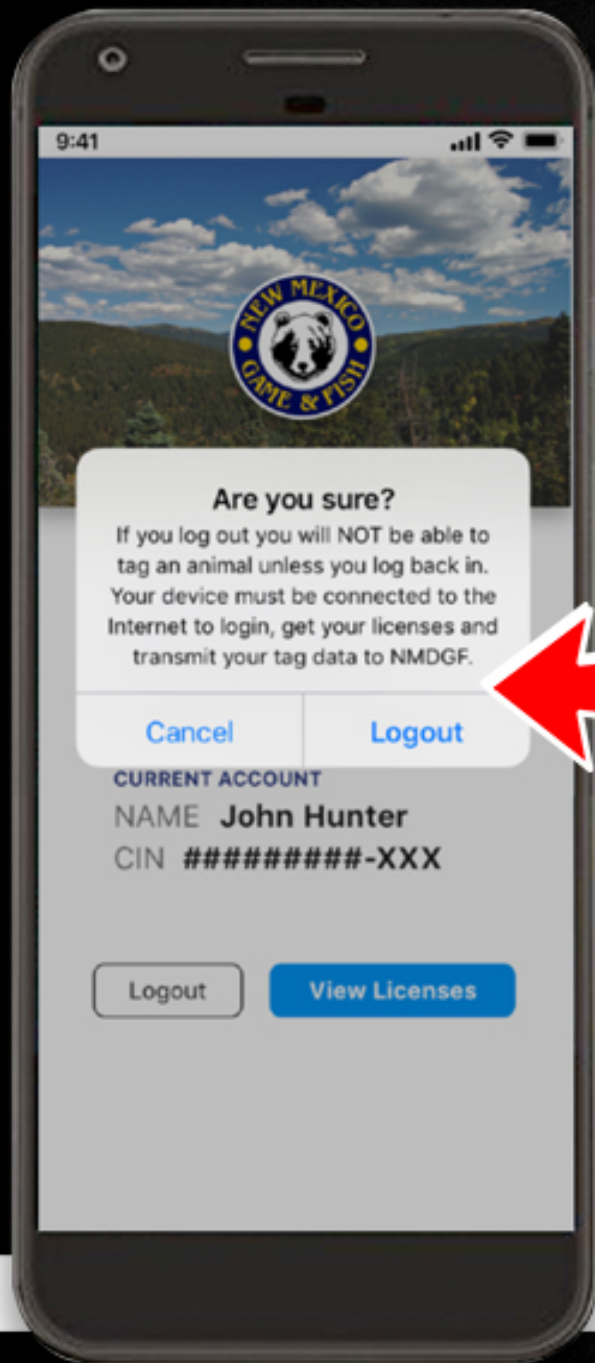 9:41
NEW MEXICO
GAME & FISH
Are you sure?
If you log out you will NOT be able to
tag an animal unless you log back in.
Your device must be connected to the
Internet to login, get your licenses and
transmit your tag data to NMDGF.
Cancel Logout
CURRENT ACCOUNT
NAME John Hunter
CIN #########-XXX
Logout View Licenses